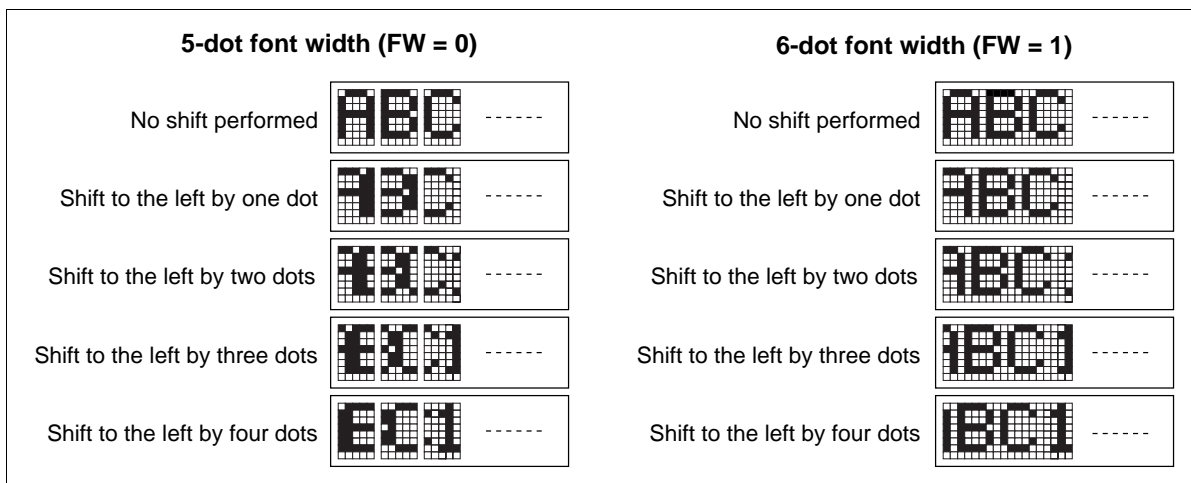 5-dot font width (FW = 0)
No shift performed
ABC ------
Shift to the left by one dot
------
Shift to the left by two dots
------
Shift to the left by three dots
------
Shift to the left by four dots
------
6-dot font width (FW = 1)
No shift performed
ABC ------
Shift to the left by one dot
ABC ------
Shift to the left by two dots
BC ------
Shift to the left by three dots
BC ------
Shift to the left by four dots
BC1 ------